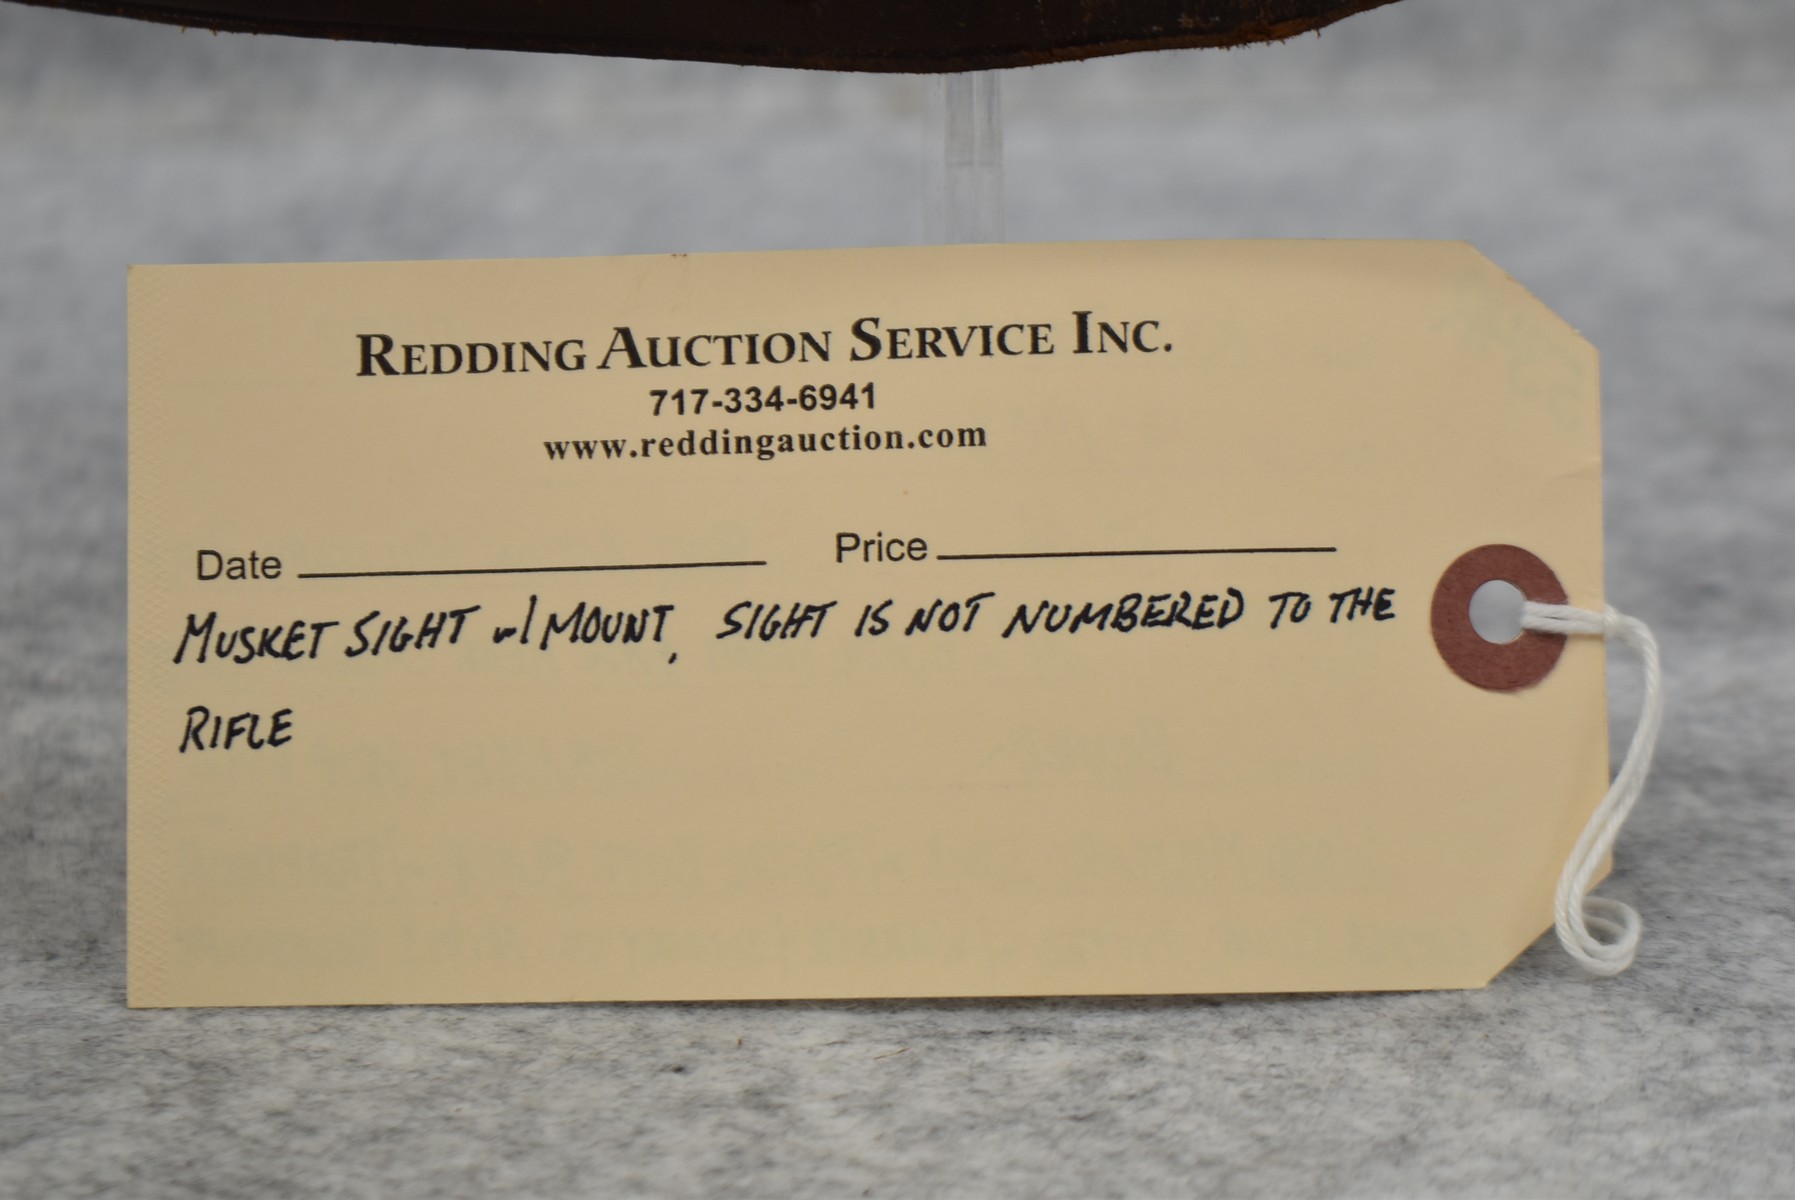 REDDING AUCTION SERVICE INC.
717-334-6941
www.reddingauction.com
Date Price
MUSKET SIGHT w/ MOUNT, SIGHT IS NOT NUMBERED TO THE
RIFLE